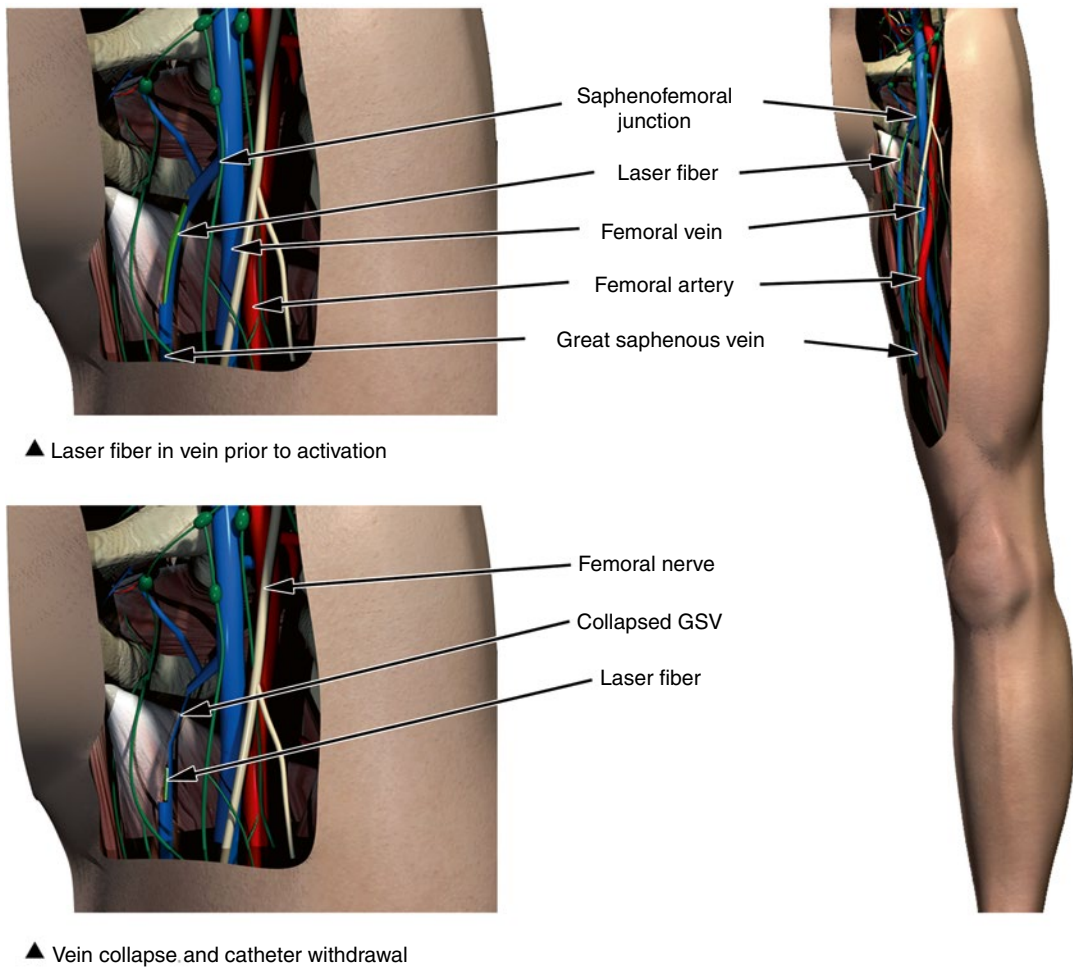 Saphenofemoral
junction
Laser fiber
Femoral vein
Femoral artery
Great saphenous vein
▲ Laser fiber in vein prior to activation
Femoral nerve
Collapsed GSV
Laser fiber
▲ Vein collapse and catheter withdrawal